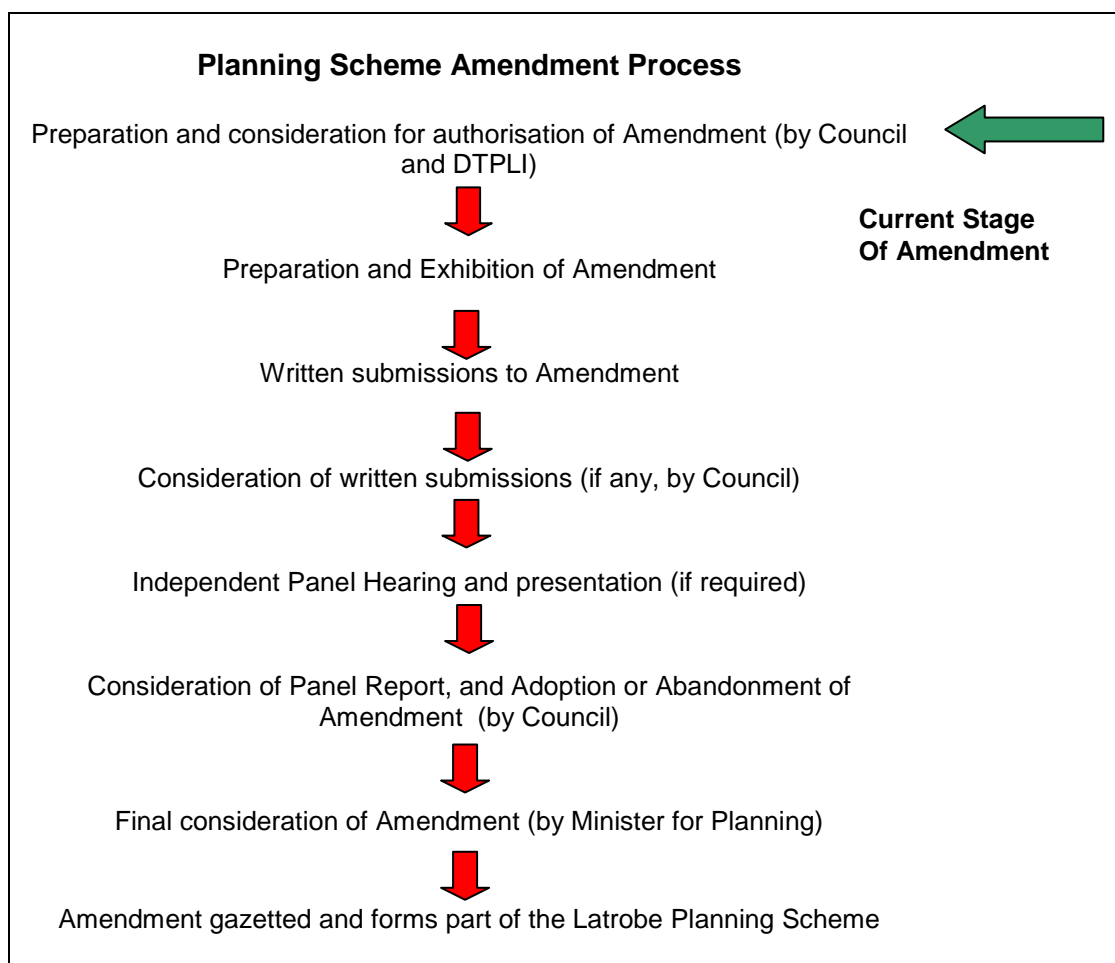 Planning Scheme Amendment Process
Preparation and consideration for authorisation of Amendment (by Council
and DTPLI)
Current Stage
Of Amendment
Preparation and Exhibition of Amendment
Written submissions to Amendment
Consideration of written submissions (if any, by Council)
Independent Panel Hearing and presentation (if required)
Consideration of Panel Report, and Adoption or Abandonment of
Amendment  (by Council)
Final consideration of Amendment (by Minister for Planning)
Amendment gazetted and forms part of the Latrobe Planning Scheme